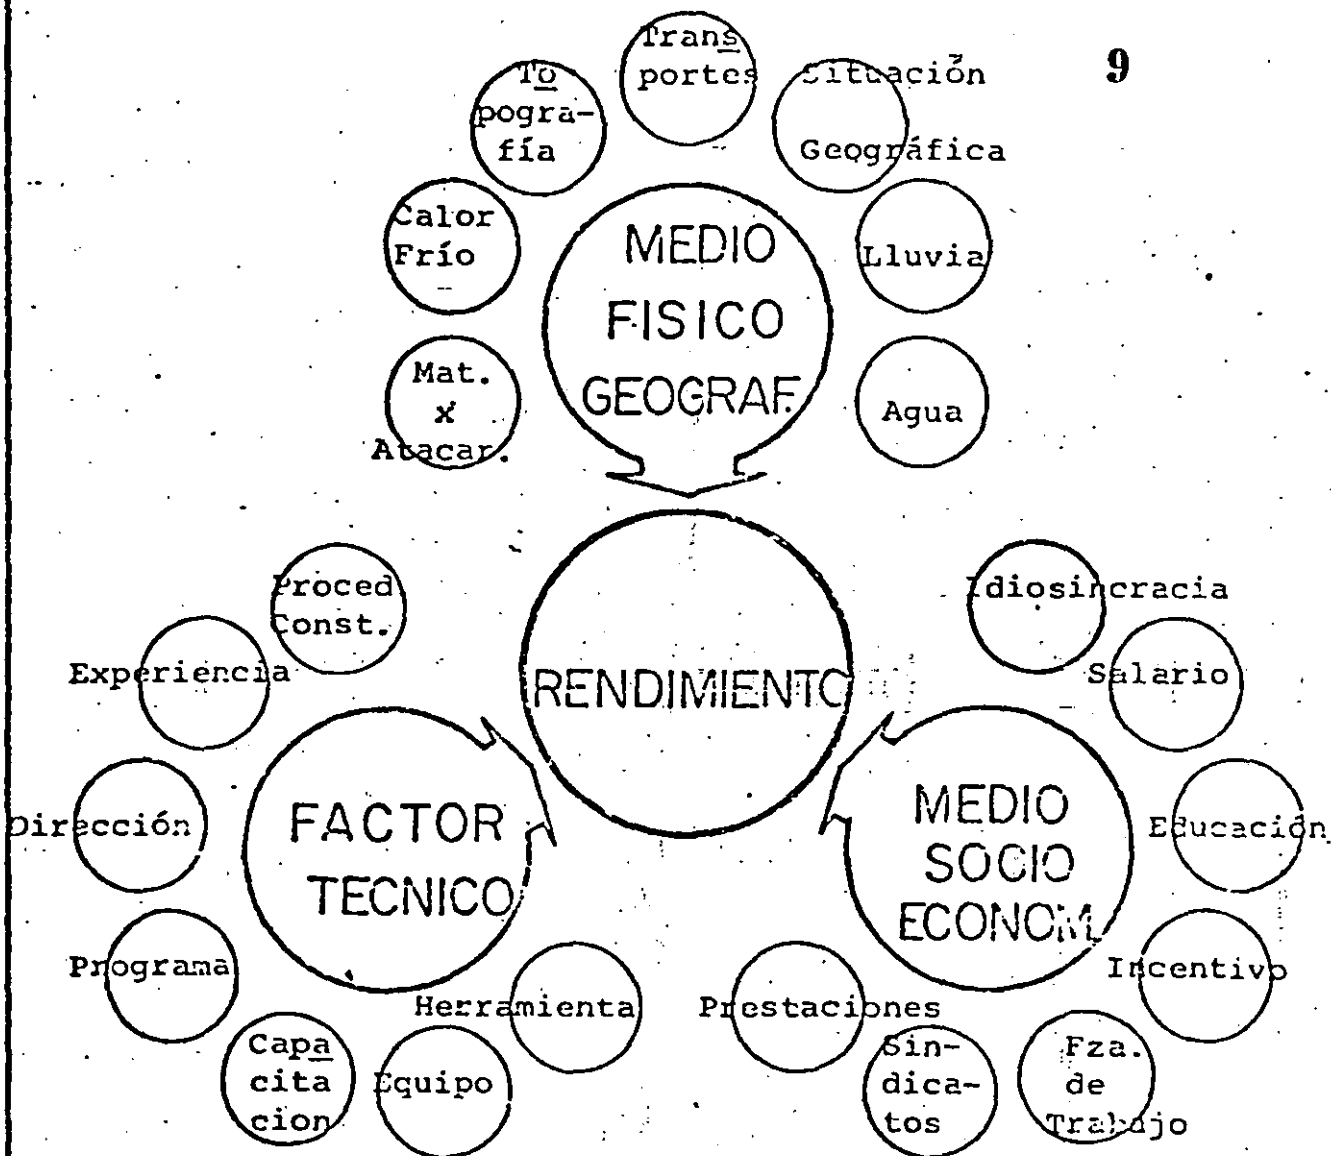 9
Trans
portes
To
pogra-
fía
Situación
Geográfica
Calor
Frío
Lluvia
Mat.
x
Atacar.
Agua
MEDIO
FISICO
GEOGRAF.
RENDIMIENTO
Proced
Const.
Experiencia
Dirección
Programa
Capa
cita
cion
Equipo
Herramienta
FACTOR
TECNICO
Idiosincracia
Salario
Educación
Incentivo
Fza.
de
Trabajo
Sin-
dica-
tos
Prestaciones
MEDIO
SOCIO
ECONOM.